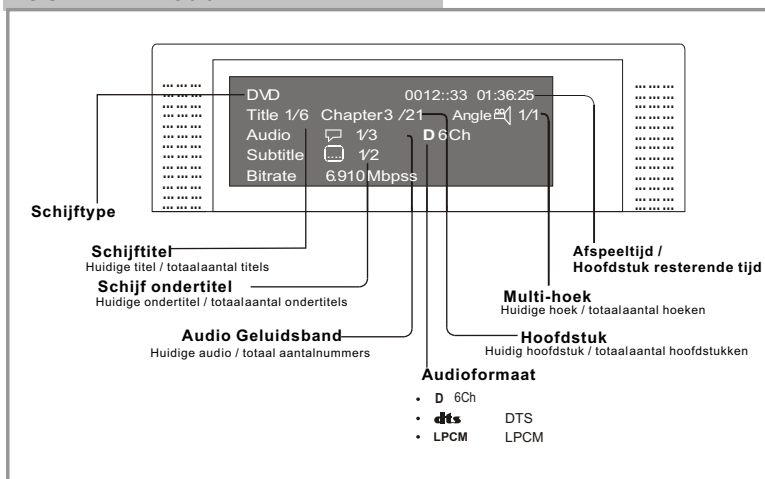 DVD 0012::33 01:36:25
Title 1/6 Chapter3 /21 Angle 1/1
Audio 1/3 D 6Ch
Subtitle 1/2
Bitrate 6.910 Mbpss
Schijftype
Schijftitel
Huidige titel / totaalaantal titels
Schijf ondertitel
Huidige ondertitel / totaalaantal ondertitels
Audio Geluidsband
Huidige audio / totaal aantalnummers
Afspeeltijd /
Hoofdstuk resterende tijd
Multi-hoek
Huidige hoek / totaalaantal hoeken
Hoofdstuk
Huidig hoofdstuk / totaalaantal hoofdstukken
Audioformaat
• D 6Ch
• dts DTS
• LPCM LPCM